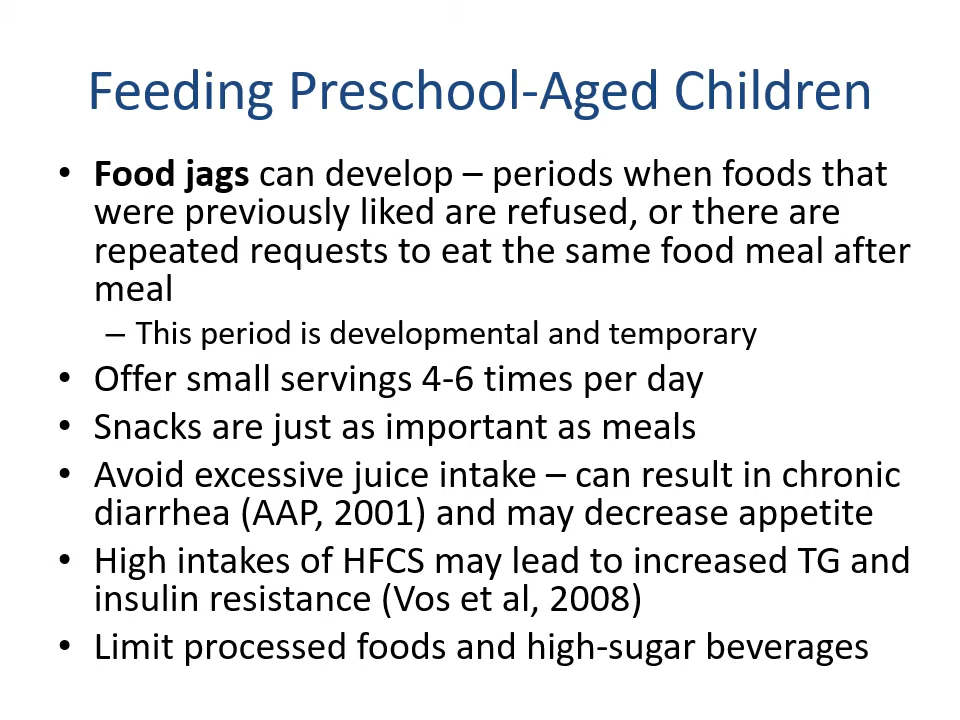 Feeding Preschool-Aged Children
• Food jags can develop – periods when foods that
were previously liked are refused, or there are
repeated requests to eat the same food meal after
meal
– This period is developmental and temporary
• Offer small servings 4-6 times per day
• Snacks are just as important as meals
• Avoid excessive juice intake – can result in chronic
diarrhea (AAP, 2001) and may decrease appetite
• High intakes of HFCS may lead to increased TG and
insulin resistance (Vos et al, 2008)
• Limit processed foods and high-sugar beverages